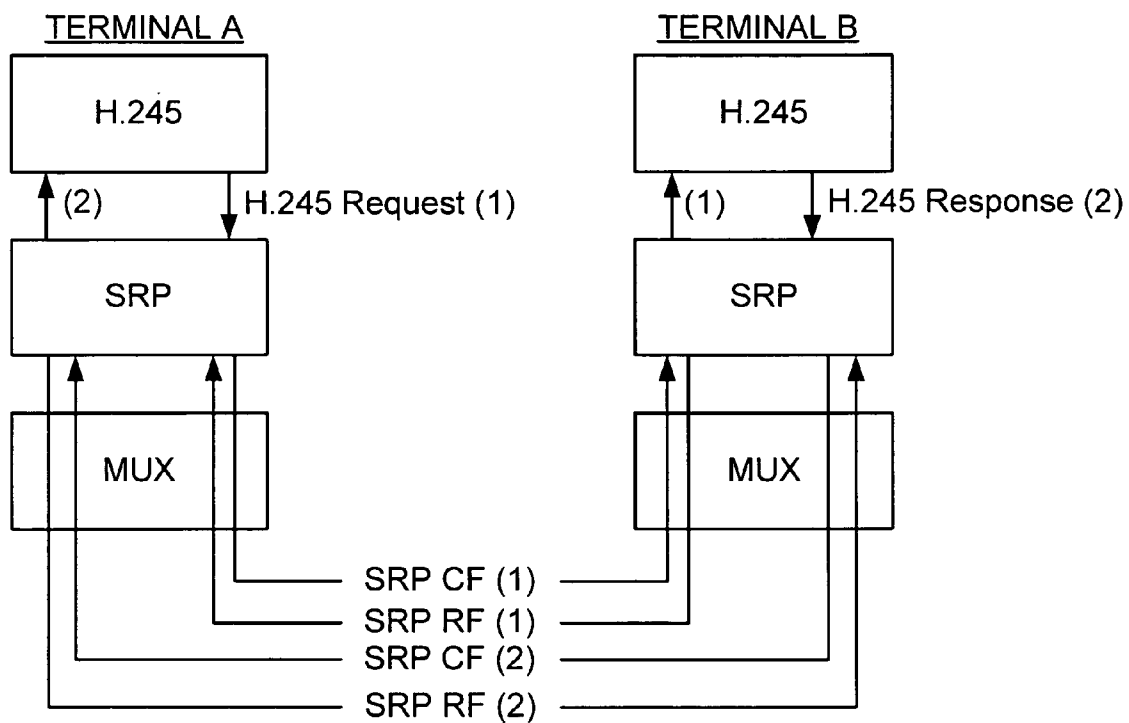 TERMINAL A
TERMINAL B
H.245
H.245
(2)
H.245 Request (1)
(1)
H.245 Response (2)
SRP
SRP
MUX
MUX
SRP CF (1)
SRP RF (1)
SRP CF (2)
SRP RF (2)